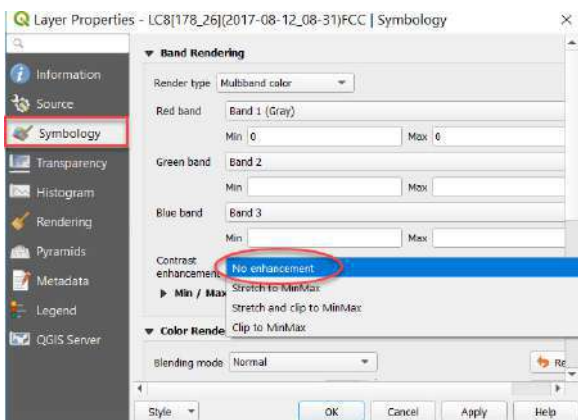 Layer Properties - LC8[178_26](2017-08-12_08-31)FCC | Symbology
Information
Source
Symbology
Transparency
Histogram
Rendering
Pyramids
Metadata
Legend
QGIS Server
Band Rendering
Render type Multiband color
Red band Band 1 (Gray)
Min 0 Max 6
Green band Band 2
Min Max
Blue band Band 3
Min Max
Contrast
enhancement No enhancement
Stretch to MinMax
Min / Max
Stretch and clip to MinMax
Clip to MinMax
Color Rende
Blending mode Normal Re
Style OK Cancel Apply Help